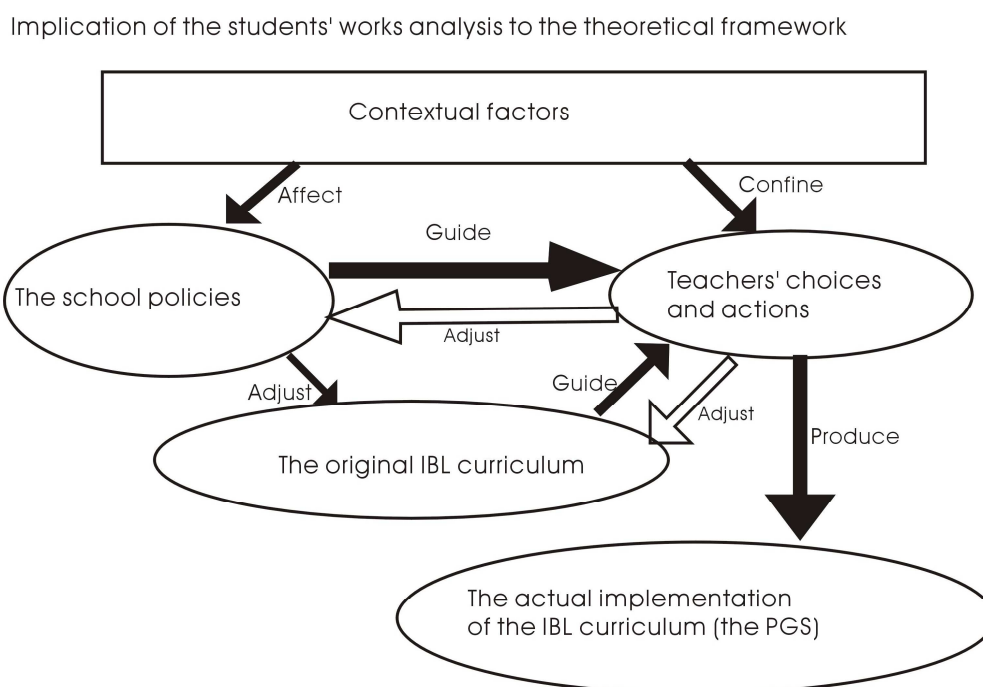 Implication of the students' works analysis to the theoretical framework
Contextual factors
Affect
Confine
Guide
The school policies
Teachers' choices
and actions
Adjust
Adjust
Guide
Adjust
Produce
The original IBL curriculum
The actual implementation
of the IBL curriculum (the PGS)